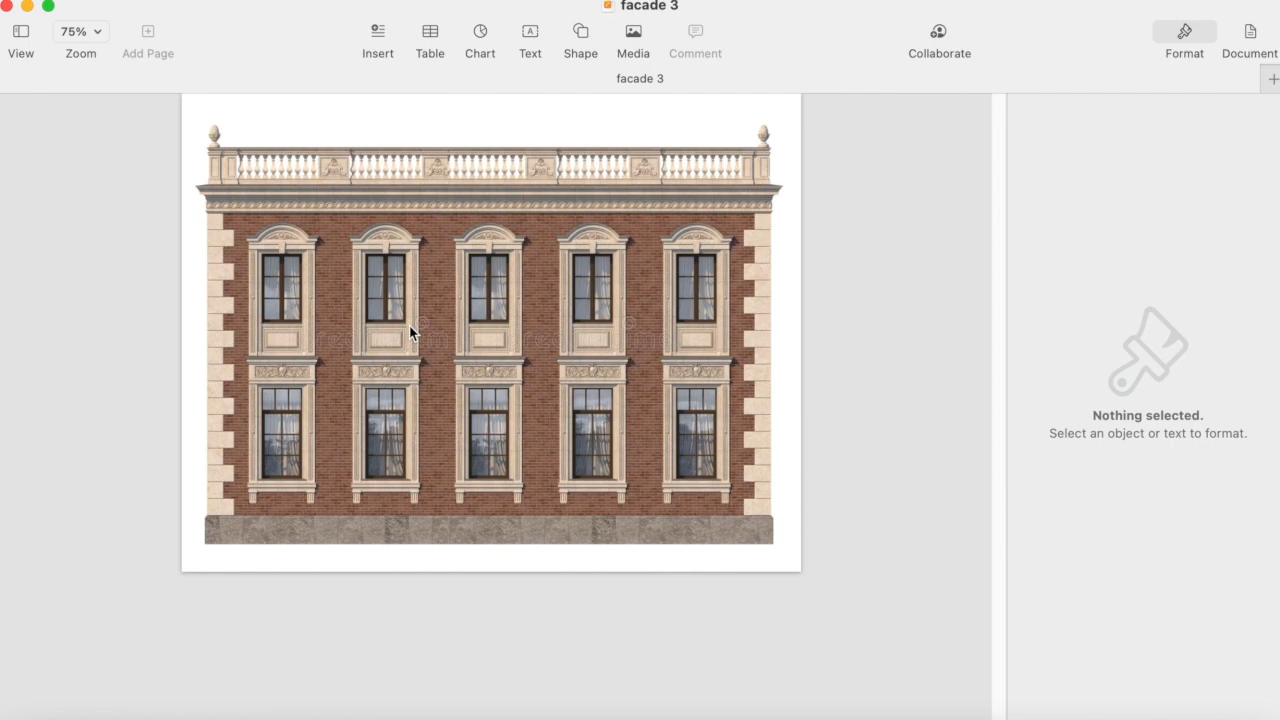 facade 3
75%
View
Zoom
Add Page
Insert
Table
Chart
Text
Shape
Media
Comment
Collaborate
Format
Document
facade 3
Nothing selected.
Select an object or text to format.